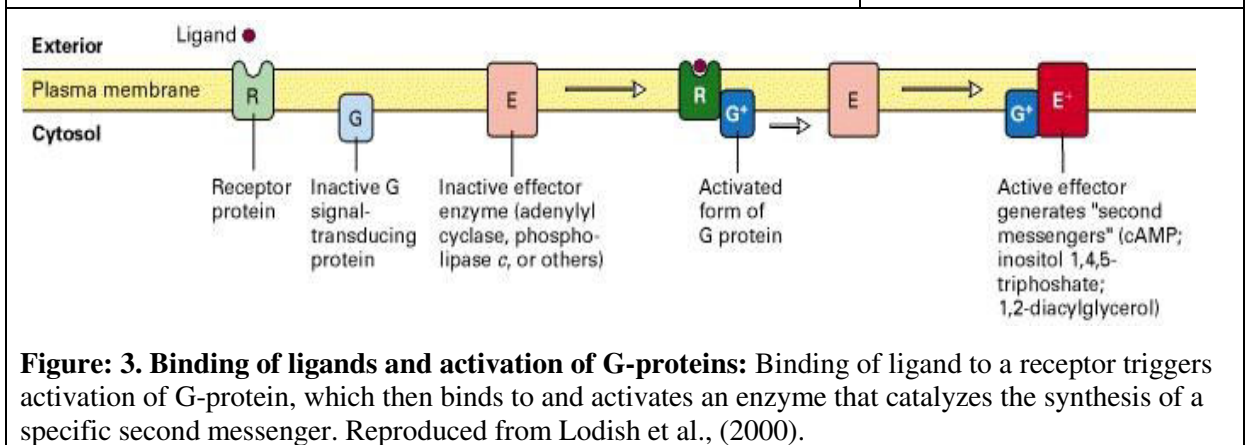 Exterior
Ligand
Plasma membrane
R
G
E
R
G+
E
G+
E+
Cytosol
Receptor
protein
Inactive G
signal-
transducing
protein
Inactive effector
enzyme (adenylyl
cyclase, phospho-
lipase c, or others)
Activated
form of
G protein
Active effector
generates "second
messengers" (cAMP;
inositol 1,4,5-
triphoshate;
1,2-diacylglycerol)
Figure: 3. Binding of ligands and activation of G-proteins: Binding of ligand to a receptor triggers
activation of G-protein, which then binds to and activates an enzyme that catalyzes the synthesis of a
specific second messenger. Reproduced from Lodish et al., (2000).